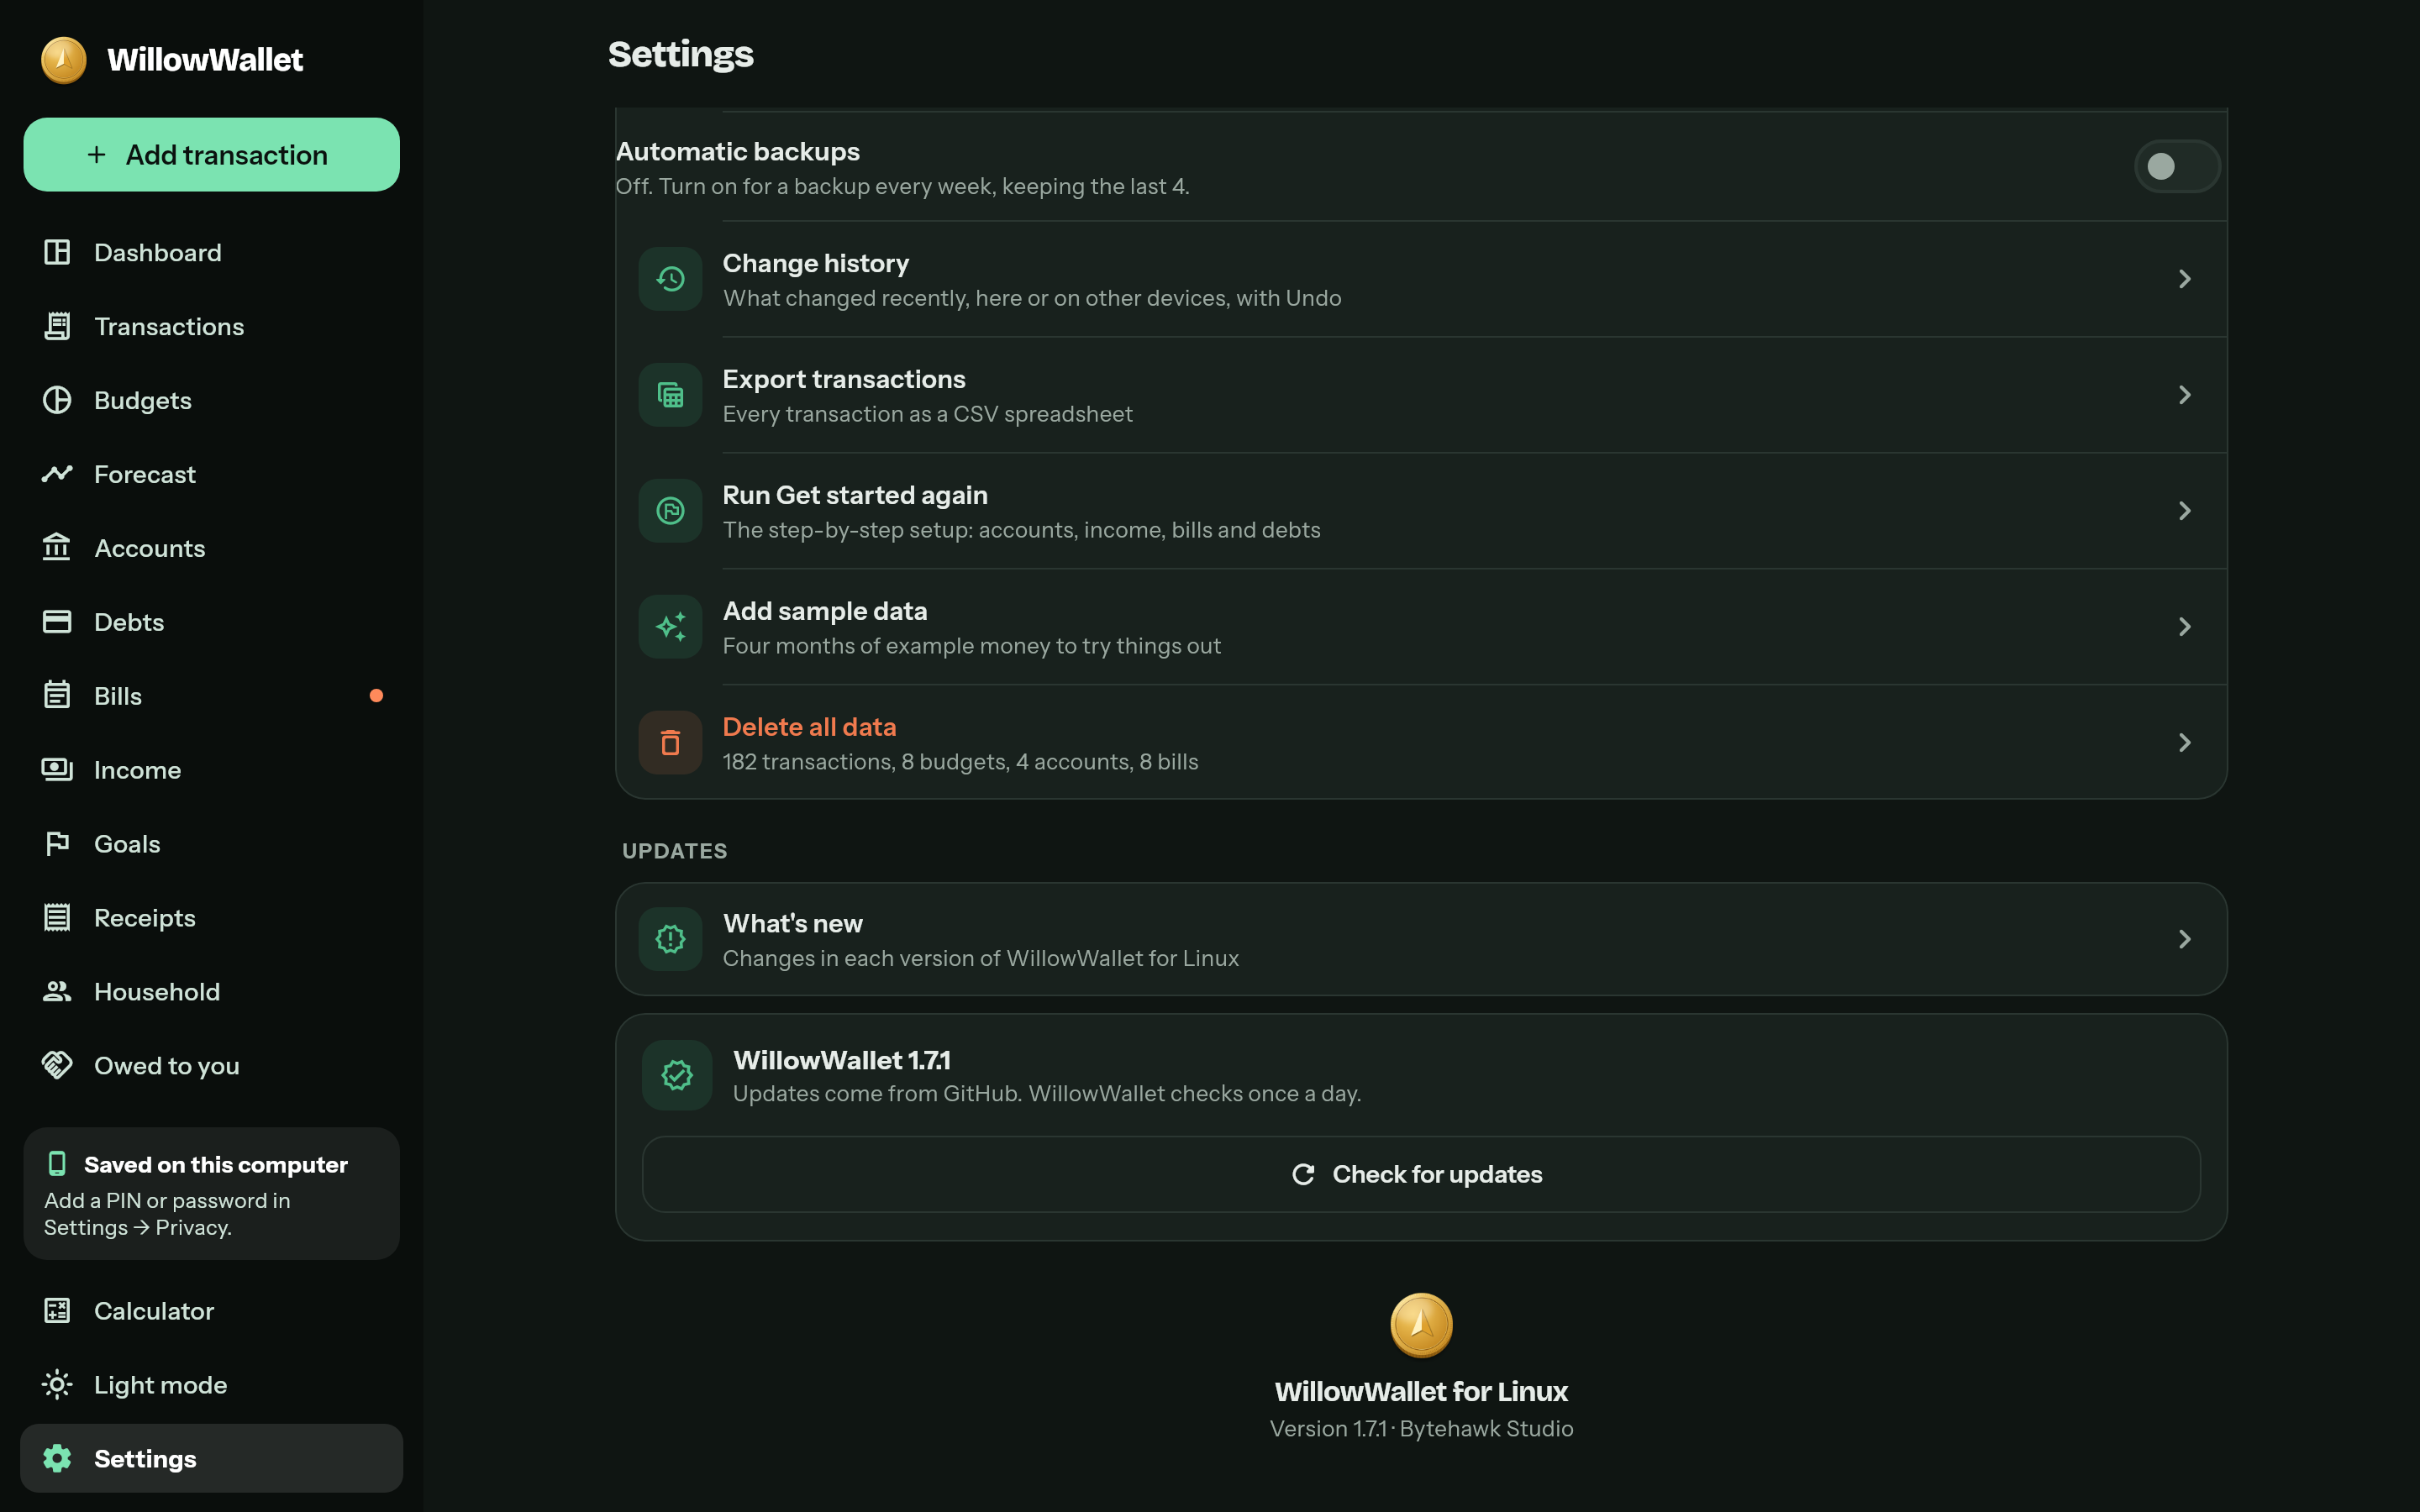 WillowWallet
Add transaction
Dashboard
Transactions
Budgets
Forecast
Accounts
Debts
Bills
Income
Goals
Receipts
Household
Owed to you
Saved on this computer
Add a PIN or password in
Settings → Privacy.
Calculator
Light mode
Settings
Settings
Automatic backups
Off. Turn on for a backup every week, keeping the last 4.
Change history
What changed recently, here or on other devices, with Undo
Export transactions
Every transaction as a CSV spreadsheet
Run Get started again
The step-by-step setup: accounts, income, bills and debts
Add sample data
Four months of example money to try things out
Delete all data
182 transactions, 8 budgets, 4 accounts, 8 bills
UPDATES
What's new
Changes in each version of WillowWallet for Linux
WillowWallet 1.7.1
Updates come from GitHub. WillowWallet checks once a day.
Check for updates
WillowWallet for Linux
Version 1.7.1 · Bytehawk Studio